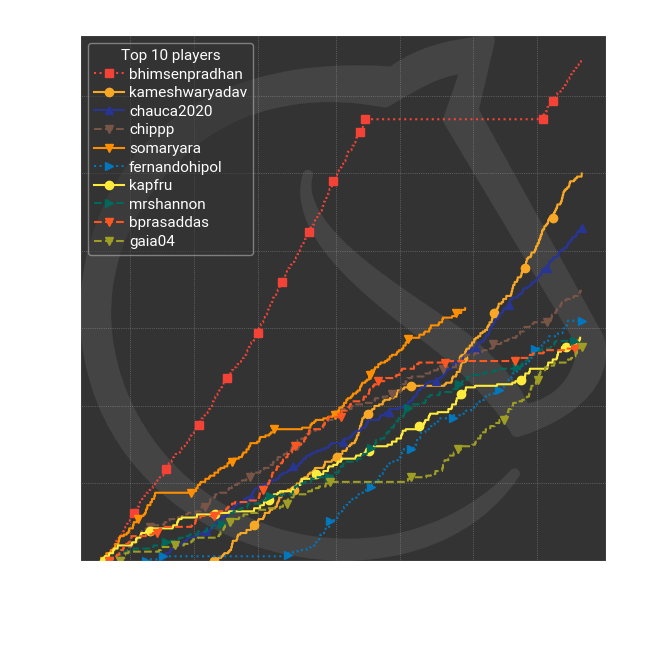 Top 10 players
bhimsenpradhan
kameshwaryadav
chauca2020
chippp
somaryara
fernandohipol
kapfru
mrshannon
bprasaddas
gaia04